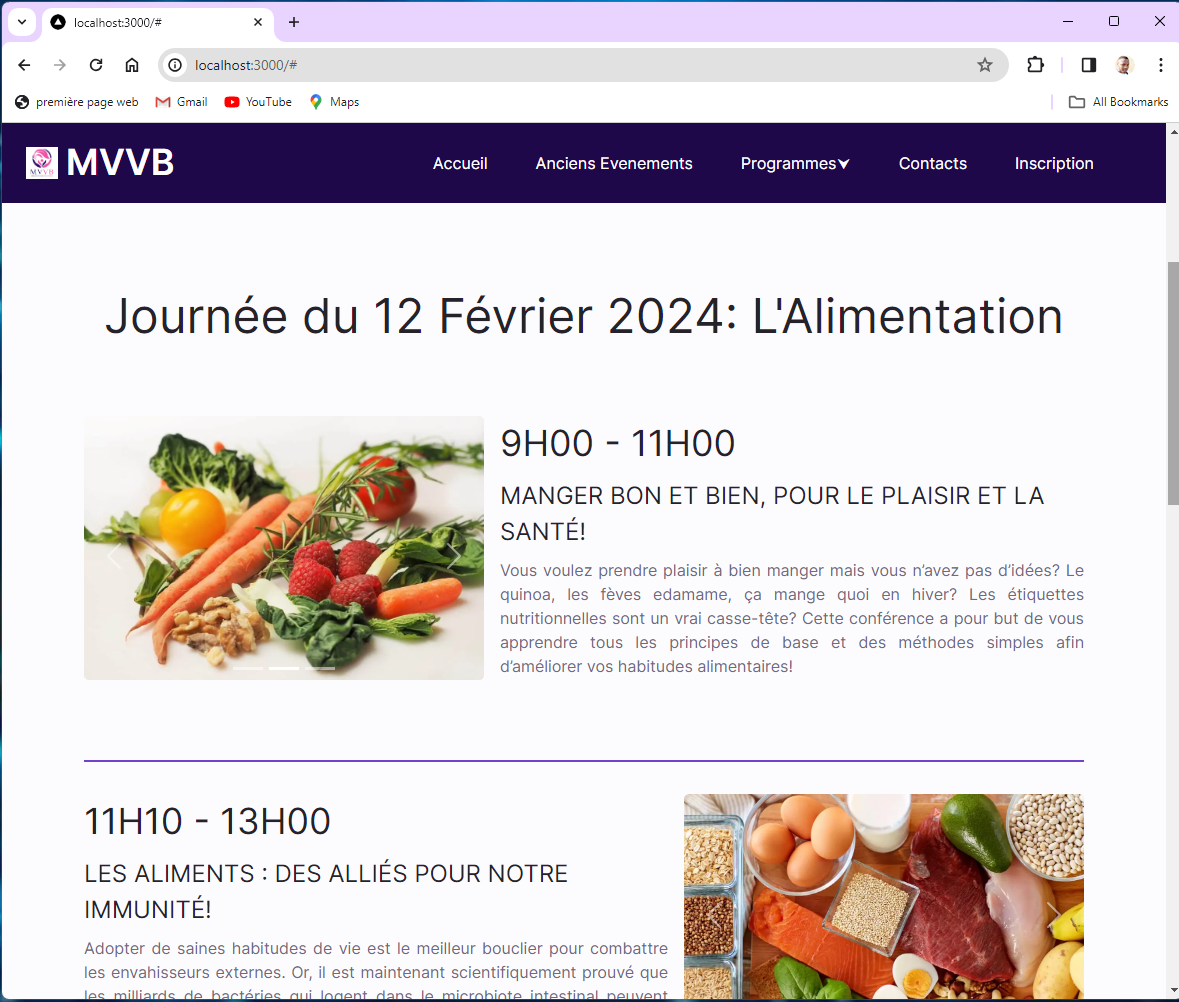 localhost:3000/#
localhost:3000/#
première page web
Gmail
YouTube
Maps
All Bookmarks
MVVB
MVVB
Accueil
Anciens Evenements
Programmes
Contacts
Inscription
Journée du 12 Février 2024: L'Alimentation
9H00 - 11H00
MANGER BON ET BIEN, POUR LE PLAISIR ET LA
SANTÉ!
Vous voulez prendre plaisir à bien manger mais vous n’avez pas d’idées? Le
quinoa, les fèves edamame, ça mange quoi en hiver? Les étiquettes
nutritionnelles sont un vrai casse-tête? Cette conférence a pour but de vous
apprendre tous les principes de base et des méthodes simples afin
d’améliorer vos habitudes alimentaires!
11H10 - 13H00
LES ALIMENTS : DES ALLIÉS POUR NOTRE
IMMUNITÉ!
Adopter de saines habitudes de vie est le meilleur bouclier pour combattre
les envahisseurs externes. Or, il est maintenant scientifiquement prouvé que
les milliards de bactéries qui logent dans le microbiote intestinal peuvent